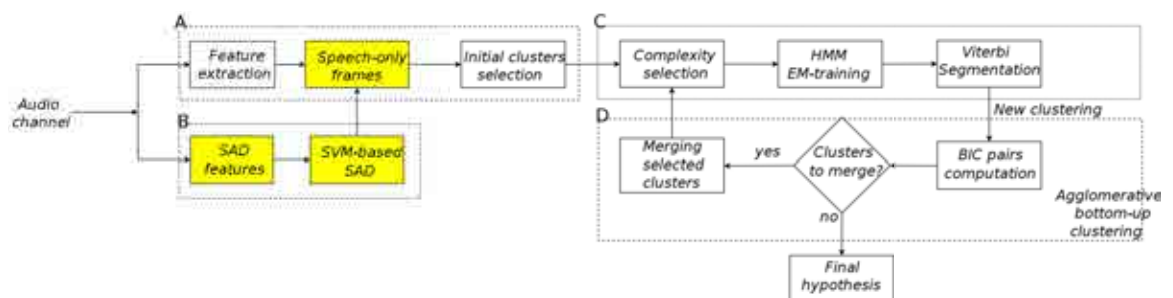 A
Feature
extraction
Speech-only
frames
Initial clusters
selection
C
Complexity
selection
HMM
EM-training
Viterbi
Segmentation
Audio
channel
B
SAD
features
SVM-based
SAD
New clustering
D
Merging
selected
clusters
yes
Clusters
to merge?
BIC pairs
computation
no
Agglomerative
bottom-up
clustering
Final
hypothesis